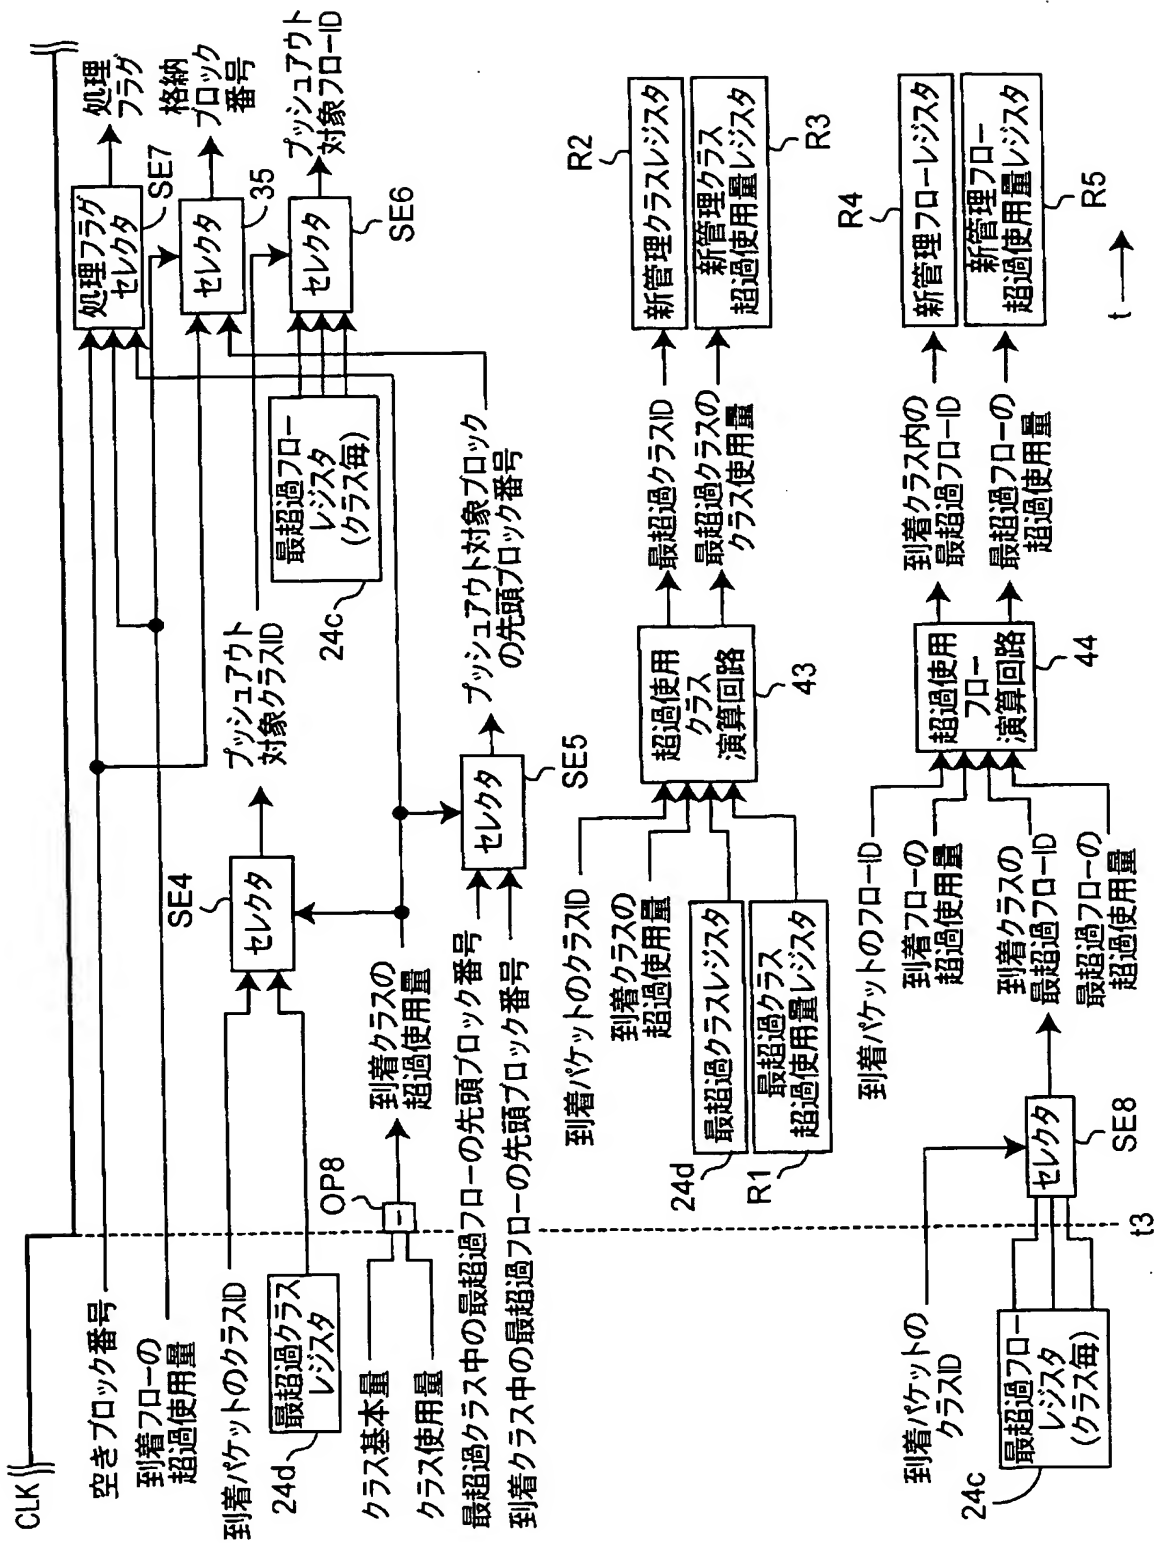 CLK
空きブロック番号
到着フローの
超過使用量
到着パケットのクラスID
24d
最超過クラス
レジスタ
クラス基本量
クラス使用量
最超過クラス中の最超過フローの先頭ブロック番号
到着クラス中の最超過フローの先頭ブロック番号
OP8
−
到着クラスの
超過使用量
SE4
セレクタ
プッシュアウト
対象クラスID
セレクタ
SE5
プッシュアウト対象ブロック
の先頭ブロック番号
24c
最超過フロー
レジスタ
(クラス毎)
処理フラグ
セレクタ
SE7
処理
フラグ
セレクタ
35
格納
ブロック
番号
セレクタ
SE6
プッシュアウト
対象フローID
到着パケットのクラスID
到着クラスの
超過使用量
24d
最超過クラスレジスタ
R1
最超過クラス
超過使用量レジスタ
超過使用
クラス
演算回路
43
最超過クラスID
最超過クラスの
クラス使用量
R2
新管理クラスレジスタ
新管理クラス
超過使用量レジスタ
R3
到着パケットの
クラスID
24c
最超過フロー
レジスタ
(クラス毎)
セレクタ
SE8
t3
到着パケットのフローID
到着フローの
超過使用量
到着クラスの
最超過フローID
最超過フローの
超過使用量
超過使用
フロー
演算回路
44
到着クラス内の
最超過フローID
最超過フローの
超過使用量
R4
新管理フローレジスタ
新管理フロー
超過使用量レジスタ
R5
t